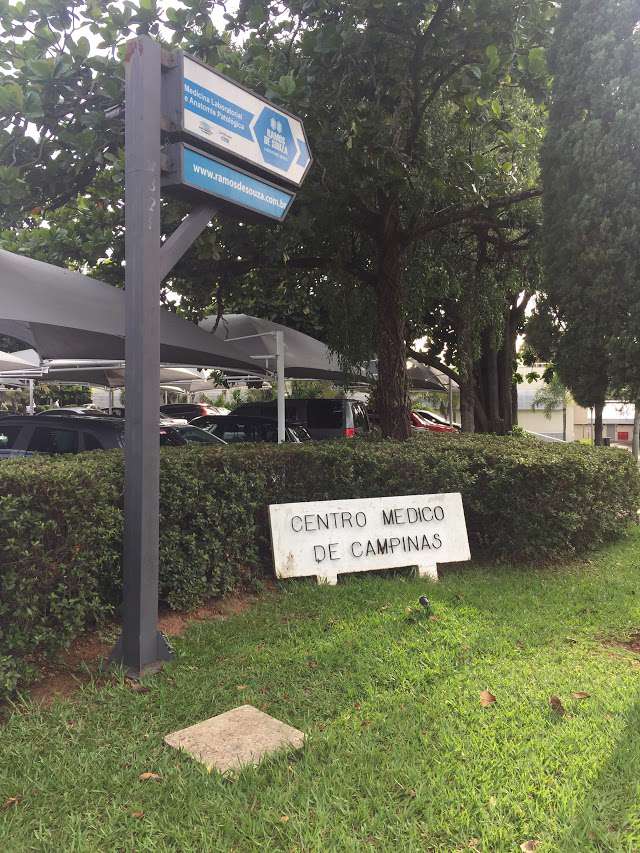 Medicina Laboratorial
e Anatomia Patológica
RAMOS
DE SOUZA
www.ramosdesouza.com.br
CENTRO MEDICO
DE CAMPINAS